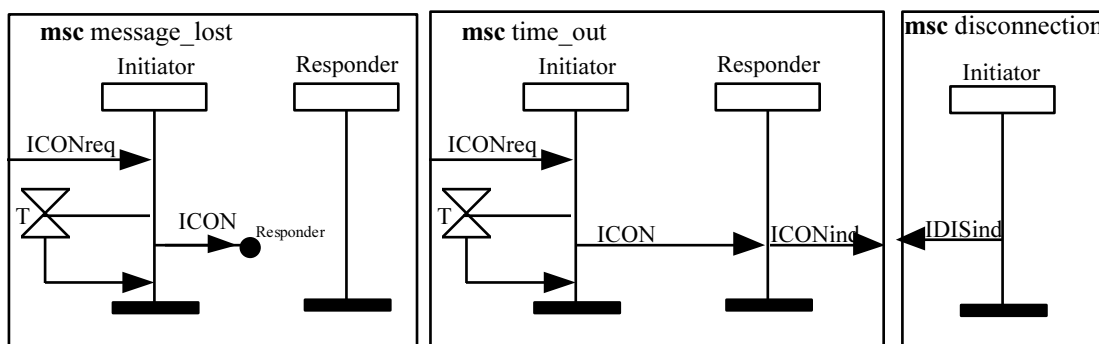 msc message_lost
Initiator
Responder
ICONreq
T
ICON
Responder
msc time_out
Initiator
Responder
ICONreq
T
ICON
ICONind
msc disconnection
Initiator
IDISind